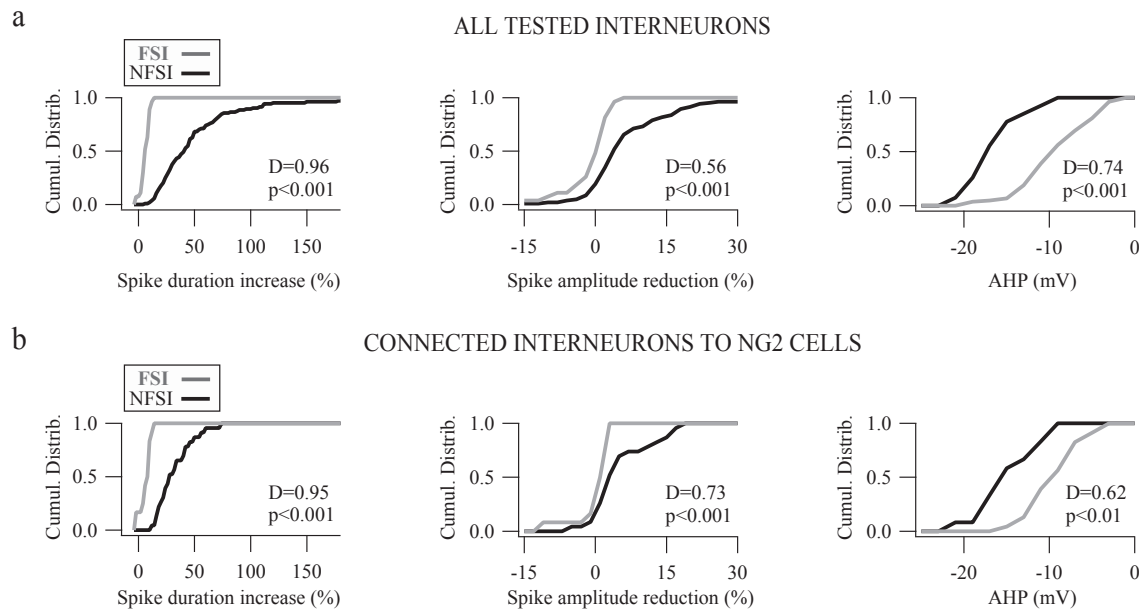 a
ALL TESTED INTERNEURONS
FSI
NFSI
Cumul. Distrib.
1.0
0.5
0.0
D=0.96
p<0.001
0 50 100 150
Spike duration increase (%)
Cumul. Distrib.
1.0
0.5
0.0
D=0.56
p<0.001
-15 0 15 30
Spike amplitude reduction (%)
Cumul. Distrib.
1.0
0.5
0.0
D=0.74
p<0.001
-20 -10 0
AHP (mV)
b
CONNECTED INTERNEURONS TO NG2 CELLS
FSI
NFSI
Cumul. Distrib.
1.0
0.5
0.0
D=0.95
p<0.001
0 50 100 150
Spike duration increase (%)
Cumul. Distrib.
1.0
0.5
0.0
D=0.73
p<0.001
-15 0 15 30
Spike amplitude reduction (%)
Cumul. Distrib.
1.0
0.5
0.0
D=0.62
p<0.01
-20 -10 0
AHP (mV)